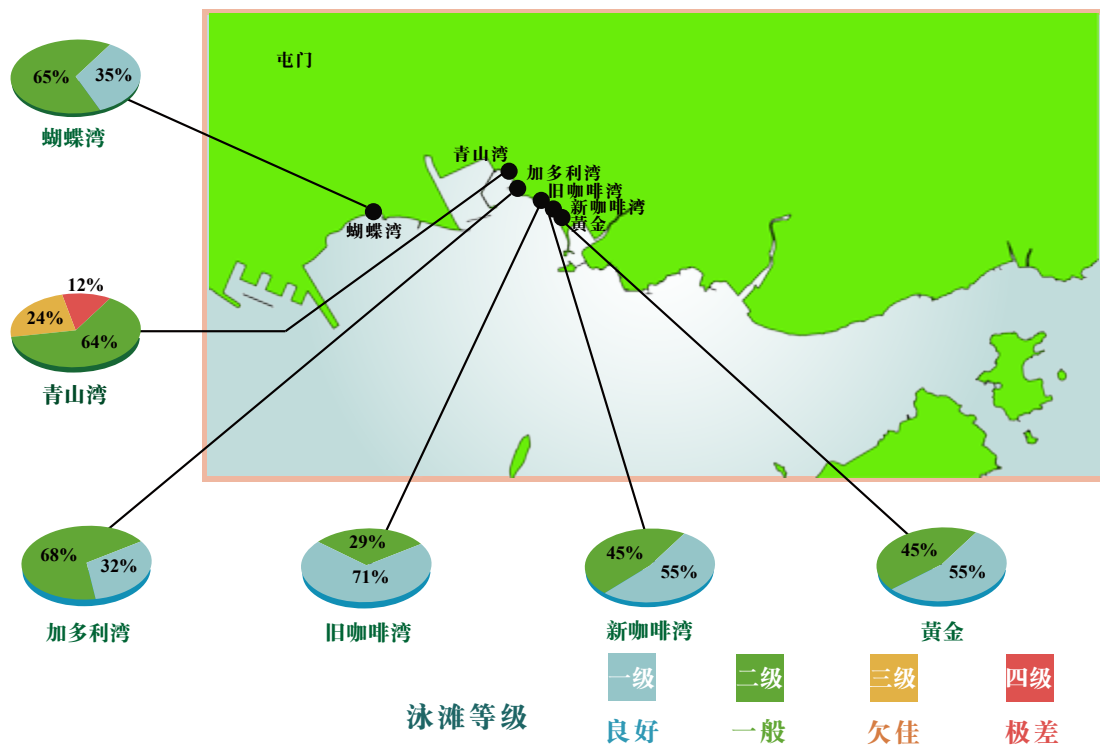 屯门
65%
35%
蝴蝶湾
青山湾
加多利湾
旧咖啡湾
新咖啡湾
黃金
蝴蝶湾
12%
24%
64%
青山湾
68%
32%
加多利湾
29%
71%
旧咖啡湾
45%
55%
新咖啡湾
45%
55%
黃金
泳滩等级
一级
二级
三级
四级
良好
一般
欠佳
极差